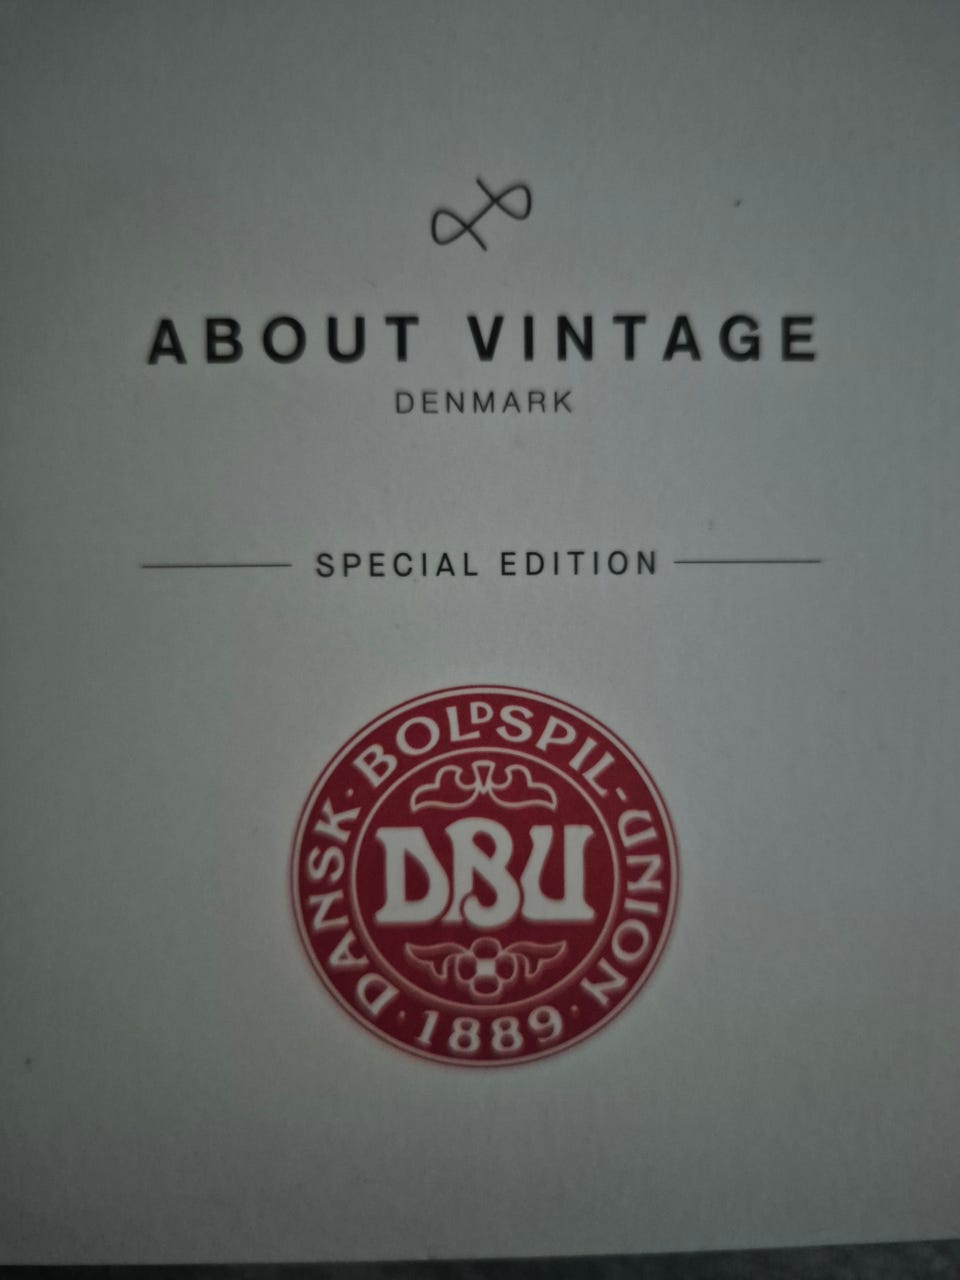 ABOUT VINTAGE
DENMARK
SPECIAL EDITION
DANSK · BOLDSPIL-UNION
DBU
· 1889 ·